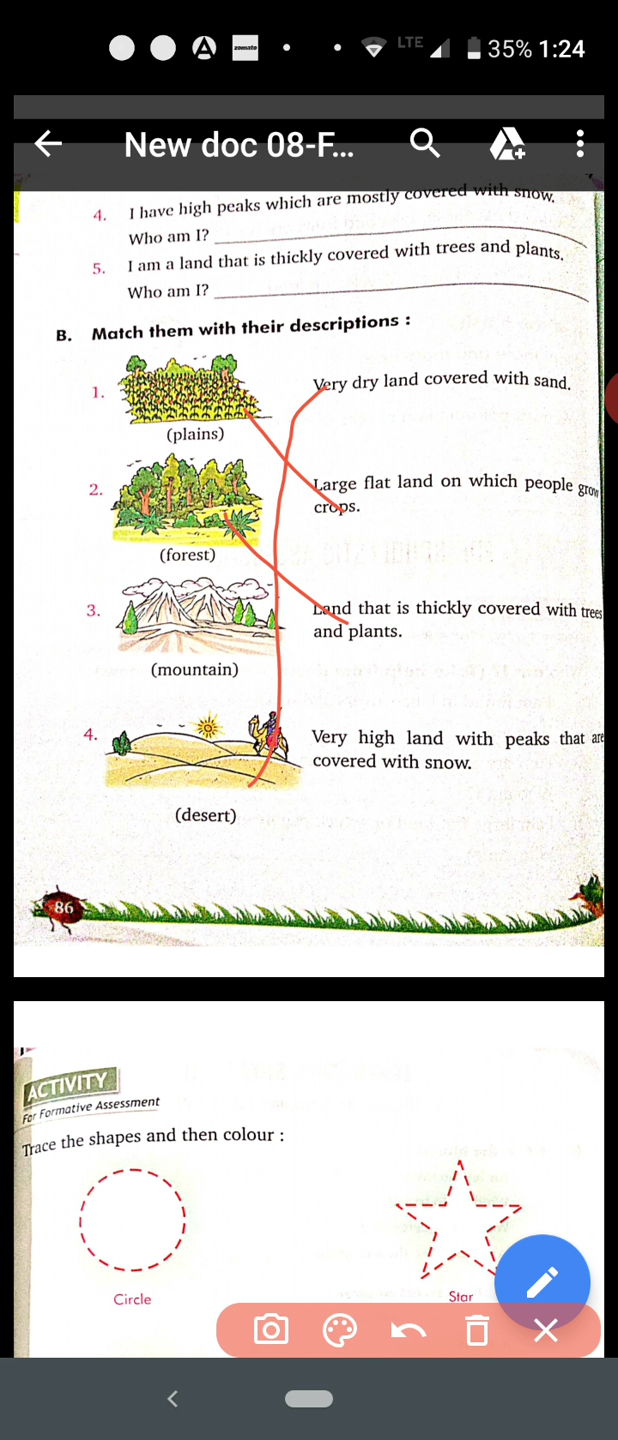 zomato
LTE 35% 1:24
New doc 08-F...
4. I have high peaks which are mostly covered with snow.
Who am I?
5. I am a land that is thickly covered with trees and plants.
Who am I?
B. Match them with their descriptions :
1. Very dry land covered with sand.
(plains)
2. Large flat land on which people grow
crops.
(forest)
3. Land that is thickly covered with trees
and plants.
(mountain)
4. Very high land with peaks that are
covered with snow.
(desert)
86
ACTIVITY
For Formative Assessment
Trace the shapes and then colour :
Circle
Star